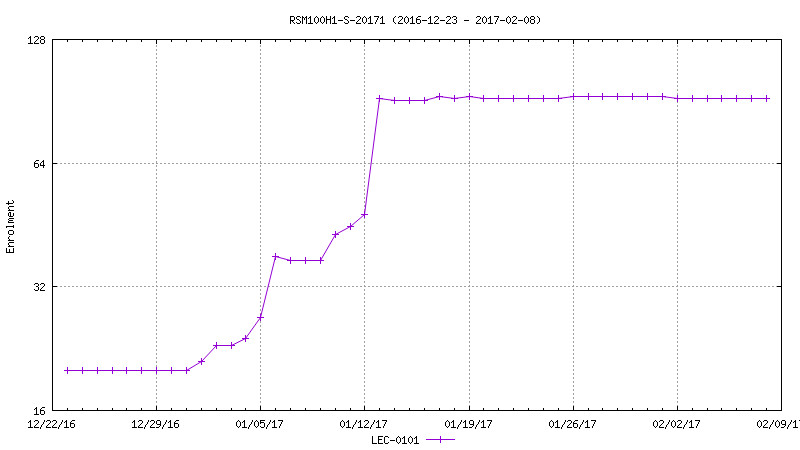 RSM100H1-S-20171 (2016-12-23 - 2017-02-08)
128
64
32
16
Enrolment
12/22/16 12/29/16 01/05/17 01/12/17 01/19/17 01/26/17 02/02/17 02/09/1
LEC-0101